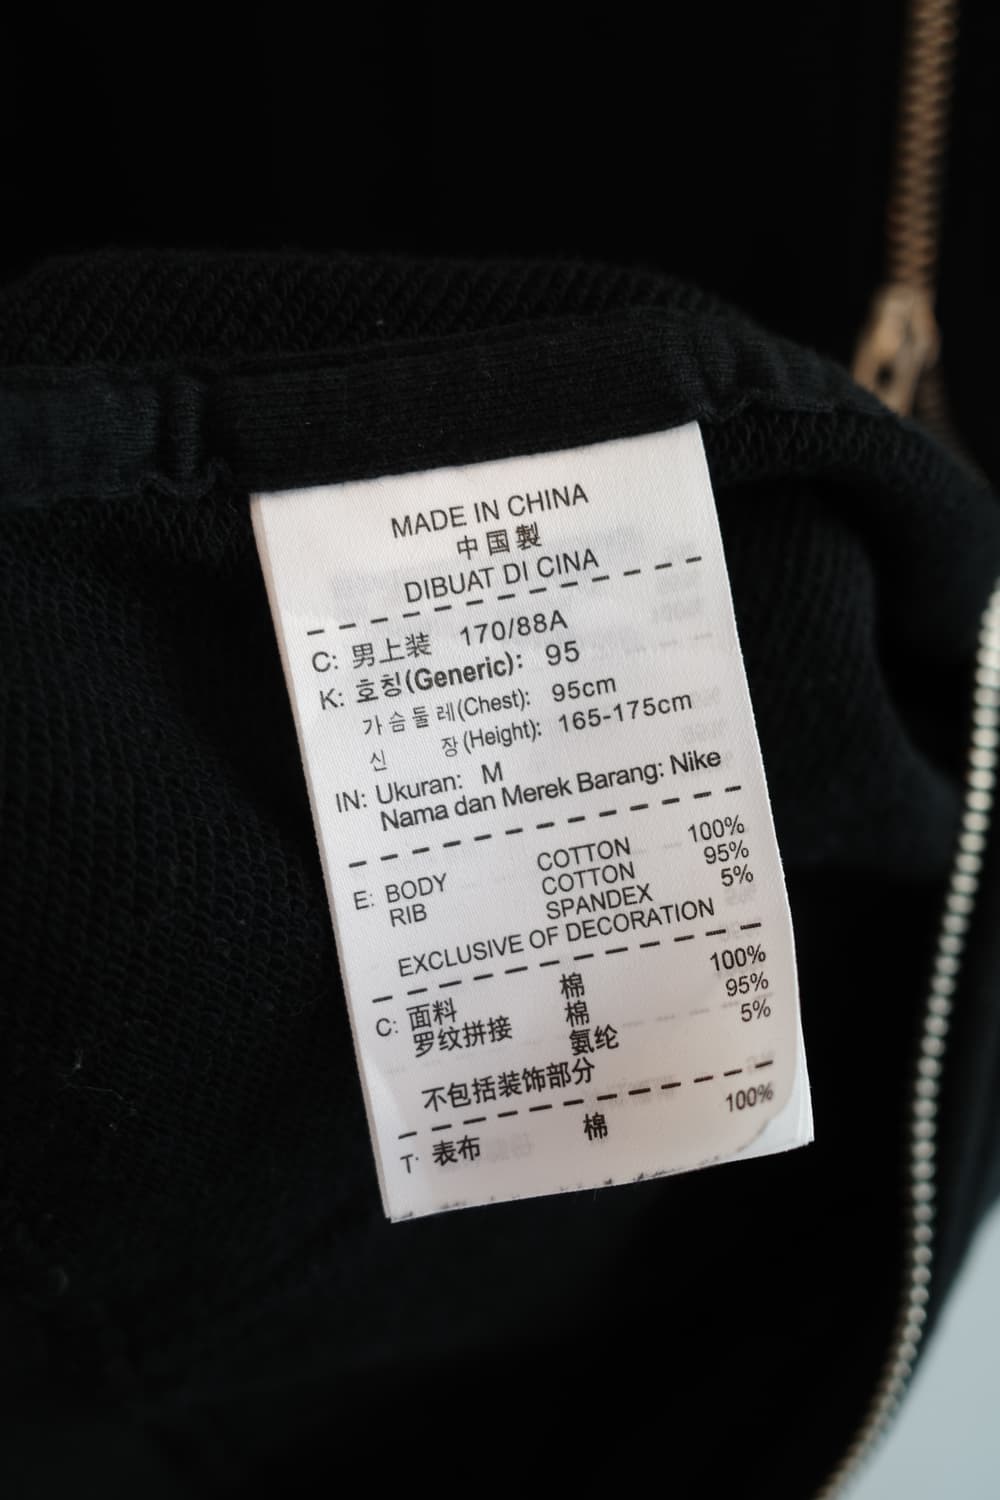 MADE IN CHINA
中国製
DIBUAT DI CINA
C: 男上装 170/88A
K: 호칭(Generic): 95
가슴둘레(Chest): 95cm
신 장(Height): 165-175cm
IN: Ukuran: M
Nama dan Merek Barang: Nike
E: BODY COTTON 100%
RIB COTTON 95%
SPANDEX 5%
EXCLUSIVE OF DECORATION
C: 面料 棉 100%
罗纹拼接 棉 95%
氨纶 5%
不包括装饰部分
T: 表布 棉 100%